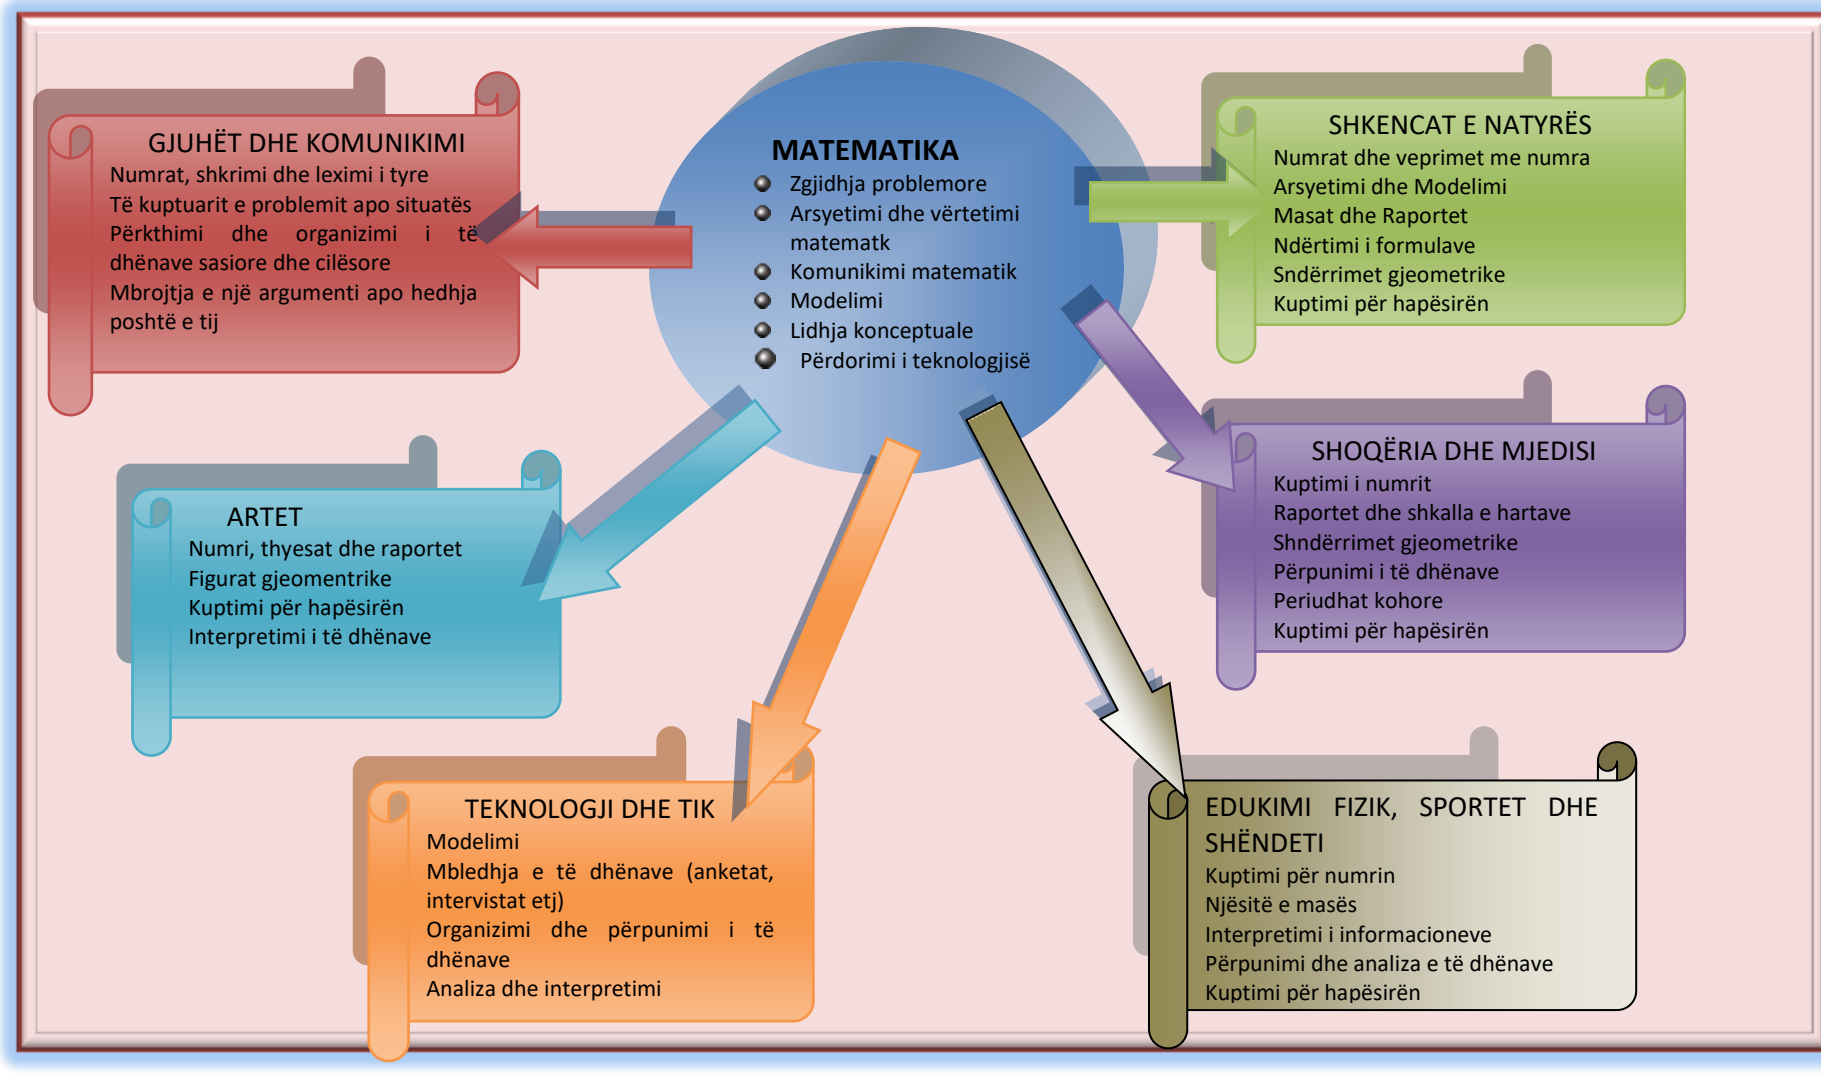 GJUHËT DHE KOMUNIKIMI
Numrat, shkrimi dhe leximi i tyre
Të kuptuarit e problemit apo situatës
Përkthimi dhe organizimi i të
dhënave sasiore dhe cilësore
Mbrojtja e një argumenti apo hedhja
poshtë e tij
MATEMATIKA
Zgjidhja problemore
Arsyetimi dhe vërtetimi
matematk
Komunikimi matematik
Modelimi
Lidhja konceptuale
Përdorimi i teknologjisë
SHKENCAT E NATYRËS
Numrat dhe veprimet me numra
Arsyetimi dhe Modelimi
Masat dhe Raportet
Ndërtimi i formulave
Sndërrimet gjeometrike
Kuptimi për hapësirën
ARTET
Numri, thyesat dhe raportet
Figurat gjeomentrike
Kuptimi për hapësirën
Interpretimi i të dhënave
SHOQËRIA DHE MJEDISI
Kuptimi i numrit
Raportet dhe shkalla e hartave
Shndërrimet gjeometrike
Përpunimi i të dhënave
Periudhat kohore
Kuptimi për hapësirën
TEKNOLOGJI DHE TIK
Modelimi
Mbledhja e të dhënave (anketat,
intervistat etj)
Organizimi dhe përpunimi i të
dhënave
Analiza dhe interpretimi
EDUKIMI FIZIK, SPORTET DHE
SHËNDETI
Kuptimi për numrin
Njësitë e masës
Interpretimi i informacioneve
Përpunimi dhe analiza e të dhënave
Kuptimi për hapësirën